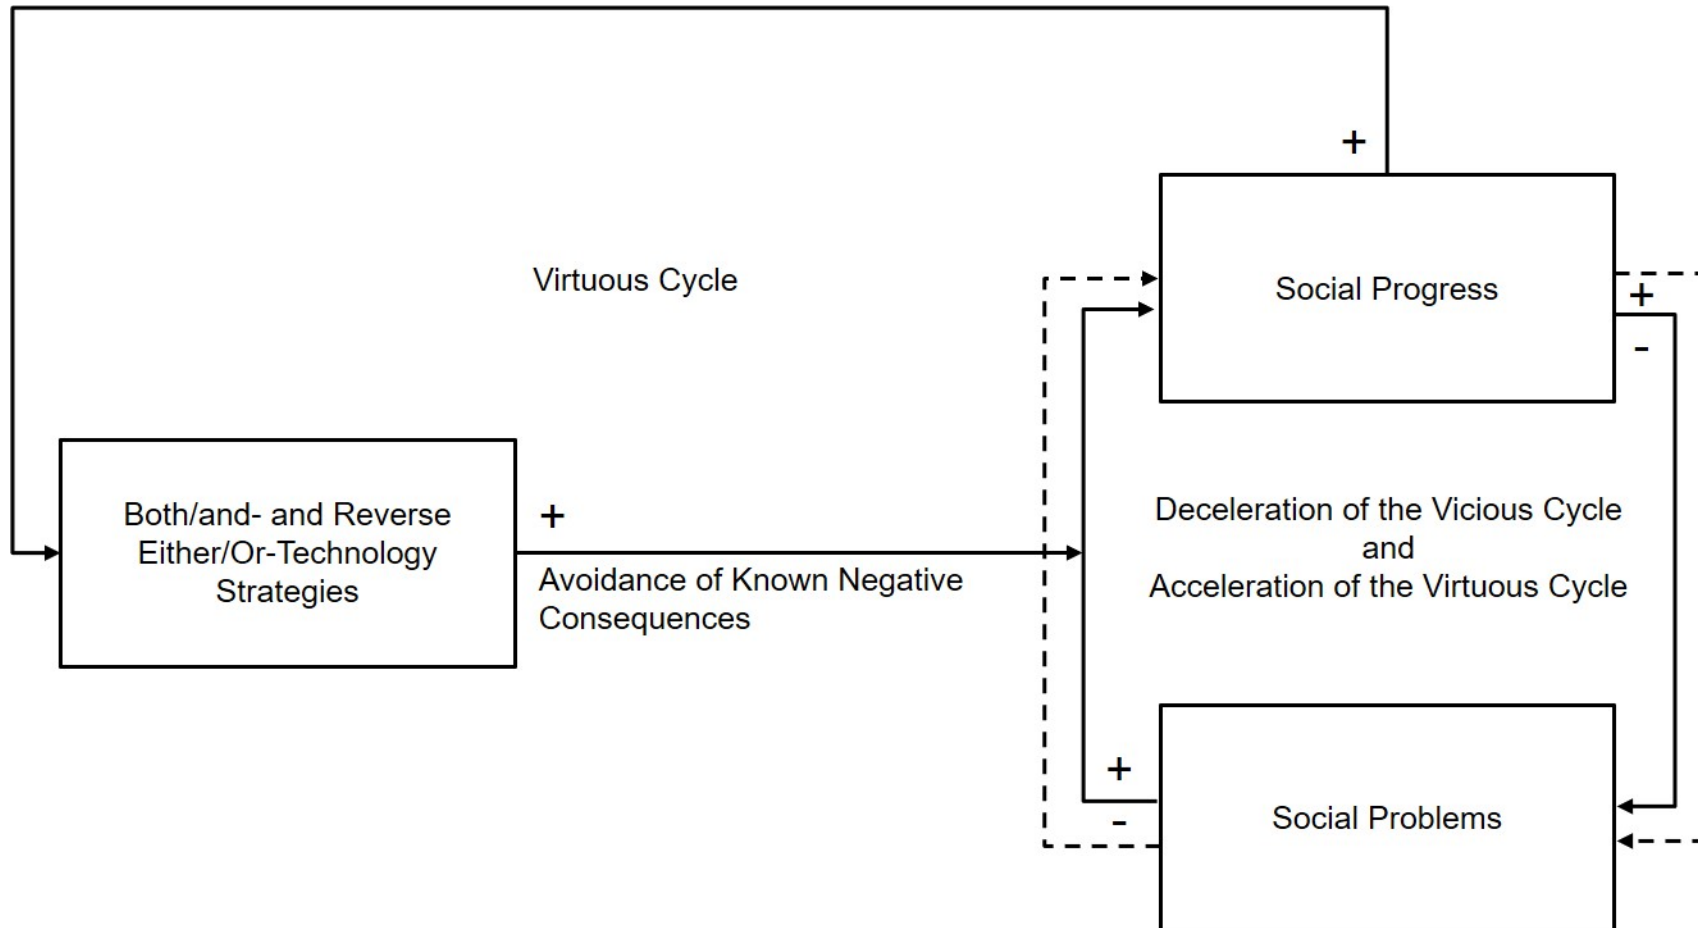 +
Virtuous Cycle
Social Progress
+
-
Both/and- and Reverse
Either/Or-Technology
Strategies
+
Avoidance of Known Negative
Consequences
Deceleration of the Vicious Cycle
and
Acceleration of the Virtuous Cycle
+
-
Social Problems